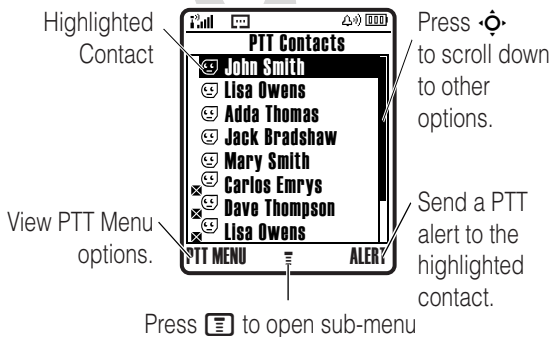 Highlighted
Contact
View PTT Menu
options.
PTT Contacts
John Smith
Lisa Owens
Adda Thomas
Jack Bradshaw
Mary Smith
Carlos Emrys
Dave Thompson
Lisa Owens
PTT MENU
ALERT
Press
to scroll down
to other
options.
Send a PTT
alert to the
highlighted
contact.
Press to open sub-menu